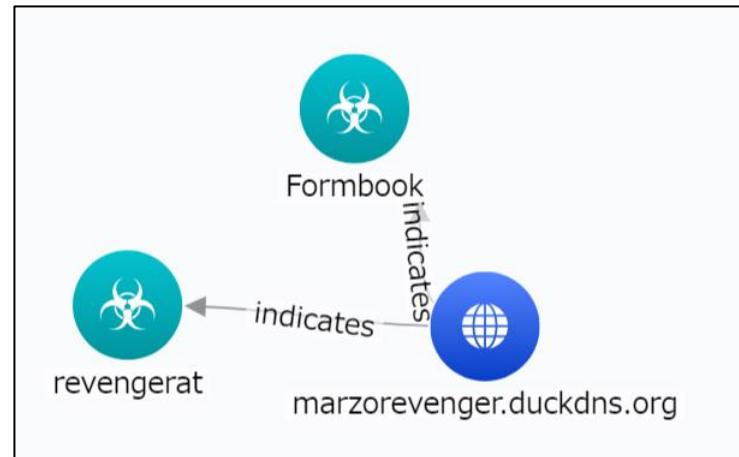 Formbook
indicates
indicates
revengerat
marzorevenger.duckdns.org